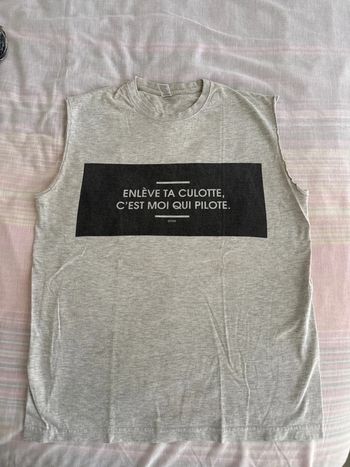 ENLÈVE TA CULOTTE,
C'EST MOI QUI PILOTE.